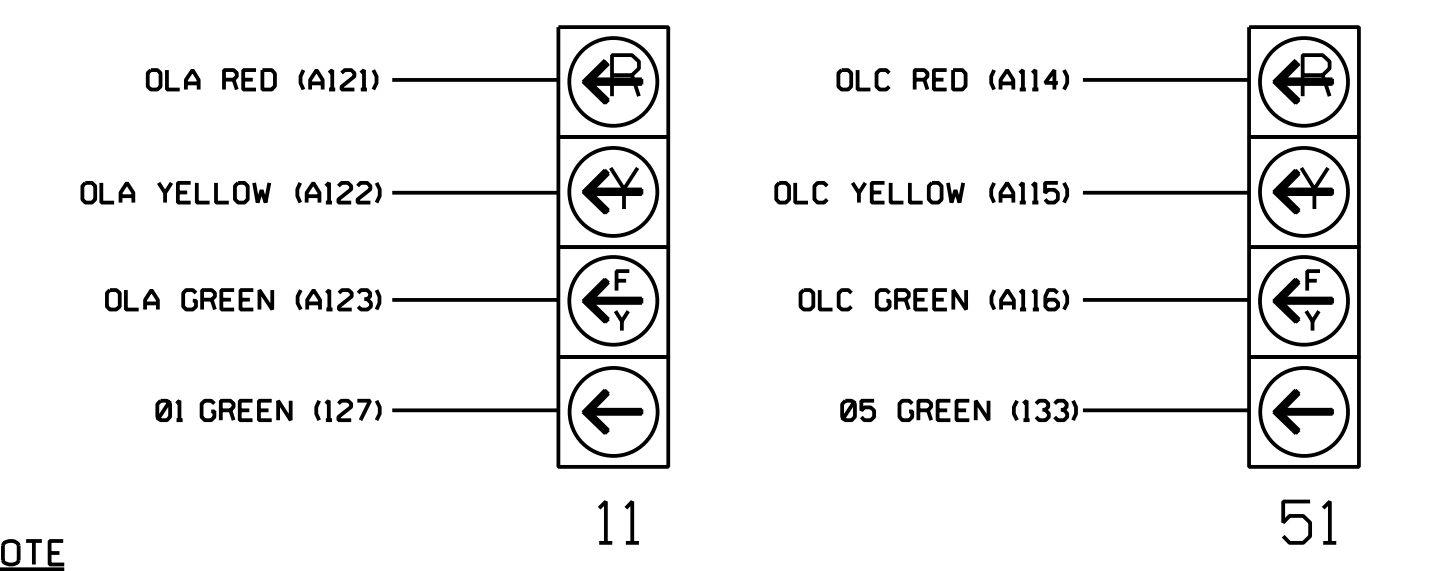 OLA RED (A121)
R
OLA YELLOW (A122)
Y
OLA GREEN (A123)
F
Y
Ø1 GREEN (127)
11
OLC RED (A114)
R
OLC YELLOW (A115)
Y
OLC GREEN (A116)
F
Y
Ø5 GREEN (133)
51
OTE